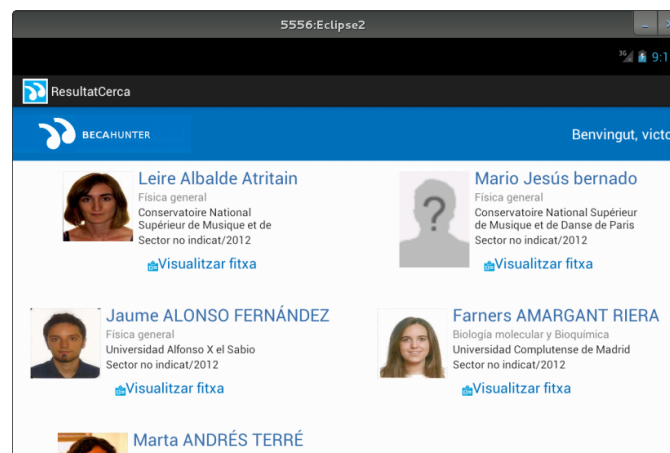 5556:Eclipse2
3G 9:1
ResultatCerca
BECAHUNTER
Benvingut, victo
Leire Albalde Atritain
Física general
Conservatoire National
Supérieur de Musique et de
Sector no indicat/2012
Visualitzar fitxa
Mario Jesús bernado
Física general
Conservatoire National Supérieur
de Musique et de Danse de Paris
Sector no indicat/2012
Visualitzar fitxa
Jaume ALONSO FERNÁNDEZ
Física general
Universidad Alfonso X el Sabio
Sector no indicat/2012
Visualitzar fitxa
Farners AMARGANT RIERA
Biología molecular y Bioquímica
Universidad Complutense de Madrid
Sector no indicat/2012
Visualitzar fitxa
Marta ANDRÉS TERRÉ